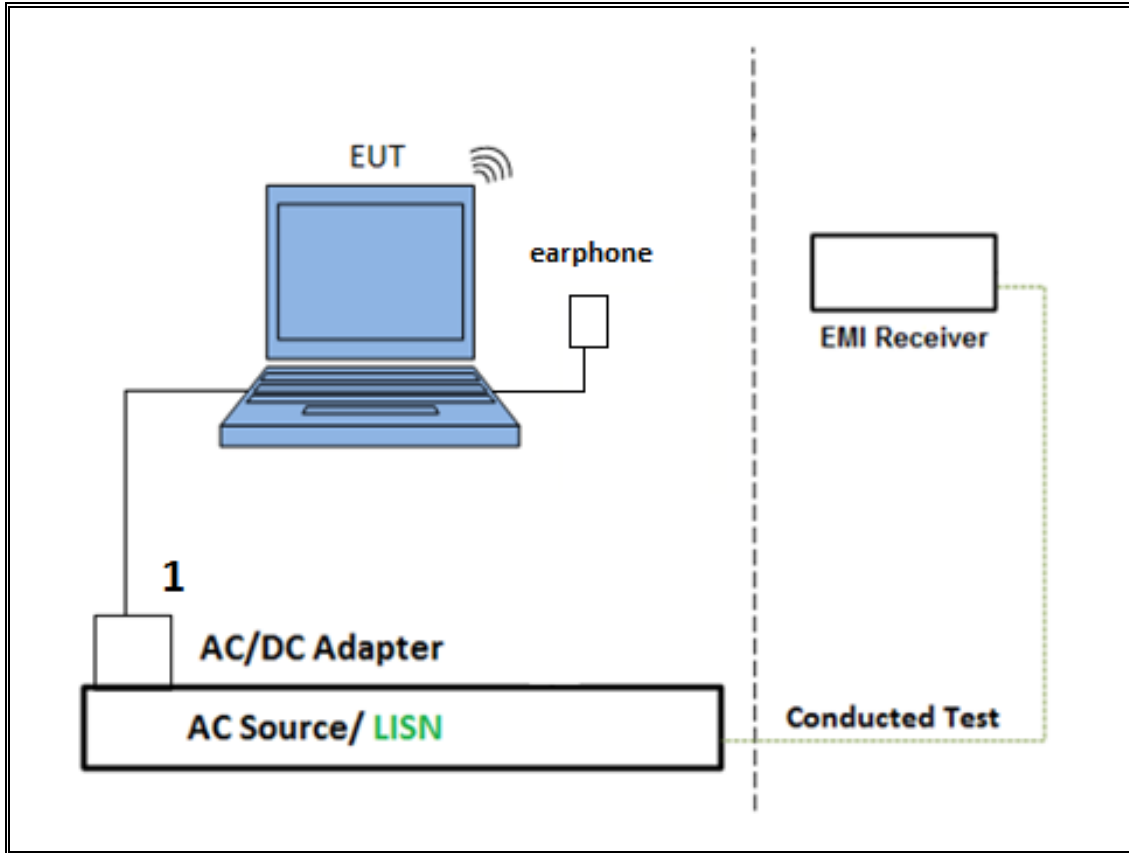 EUT
earphone
EMI Receiver
1
AC/DC Adapter
AC Source/ LISN
Conducted Test